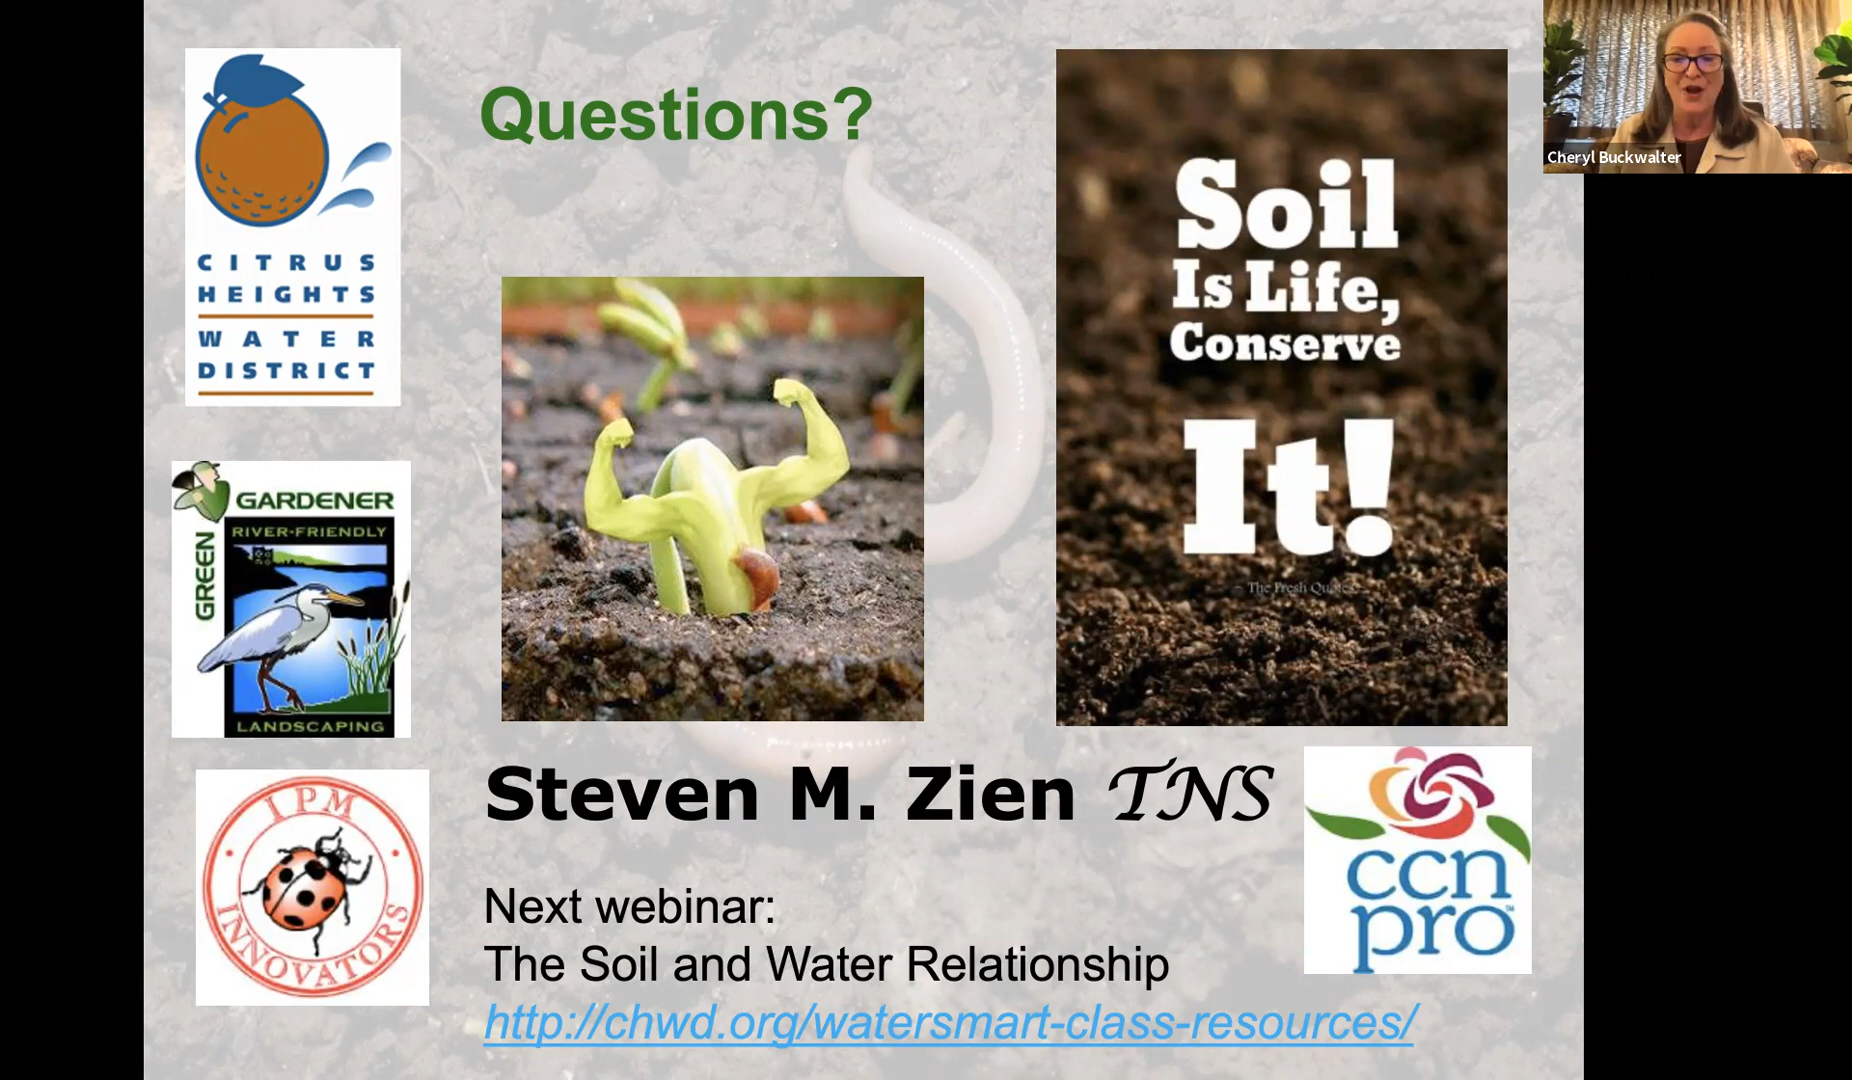 CITRUS
HEIGHTS
WATER
DISTRICT
Questions?
Soil
Is Life,
Conserve
It!
~ The Fresh Quotes
Cheryl Buckwalter
GREEN
GARDENER
RIVER-FRIENDLY
LANDSCAPING
IPM
INNOVATORS
Steven M. Zien TNS
Next webinar:
The Soil and Water Relationship
http://chwd.org/watersmart-class-resources/
ccn
pro™